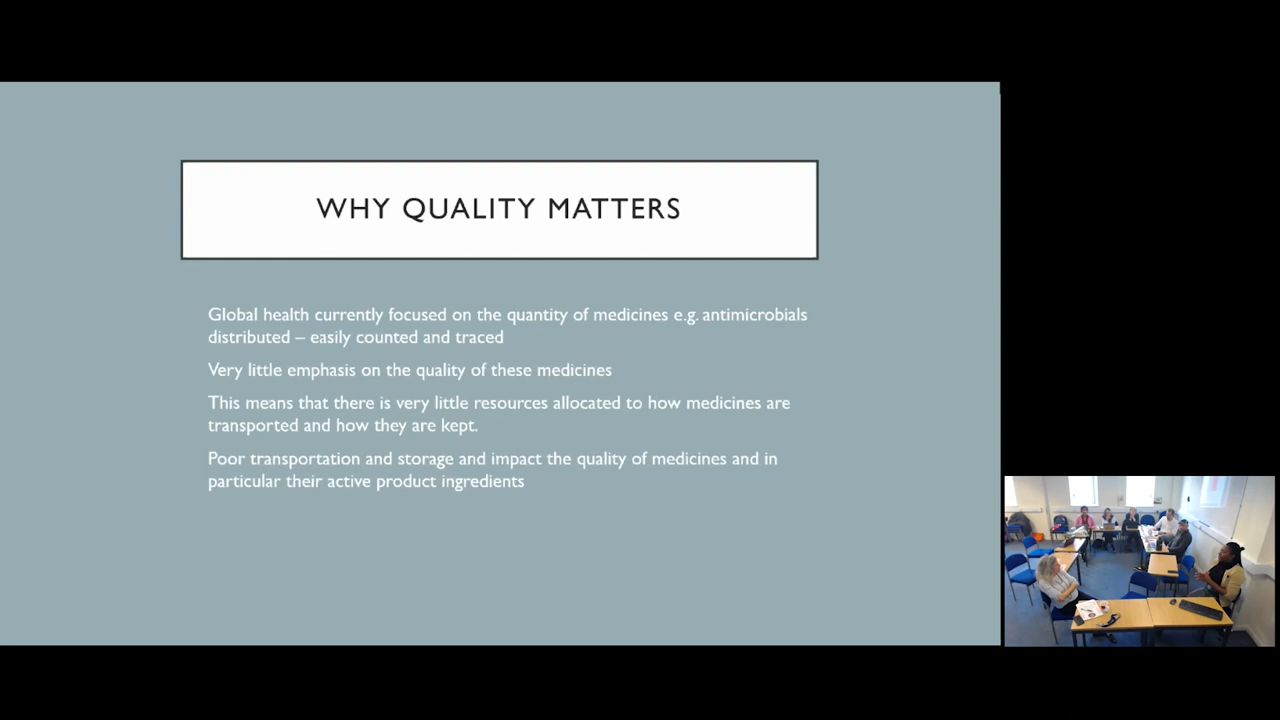 WHY QUALITY MATTERS
Global health currently focused on the quantity of medicines e.g. antimicrobials
distributed – easily counted and traced
Very little emphasis on the quality of these medicines
This means that there is very little resources allocated to how medicines are
transported and how they are kept.
Poor transportation and storage and impact the quality of medicines and in
particular their active product ingredients